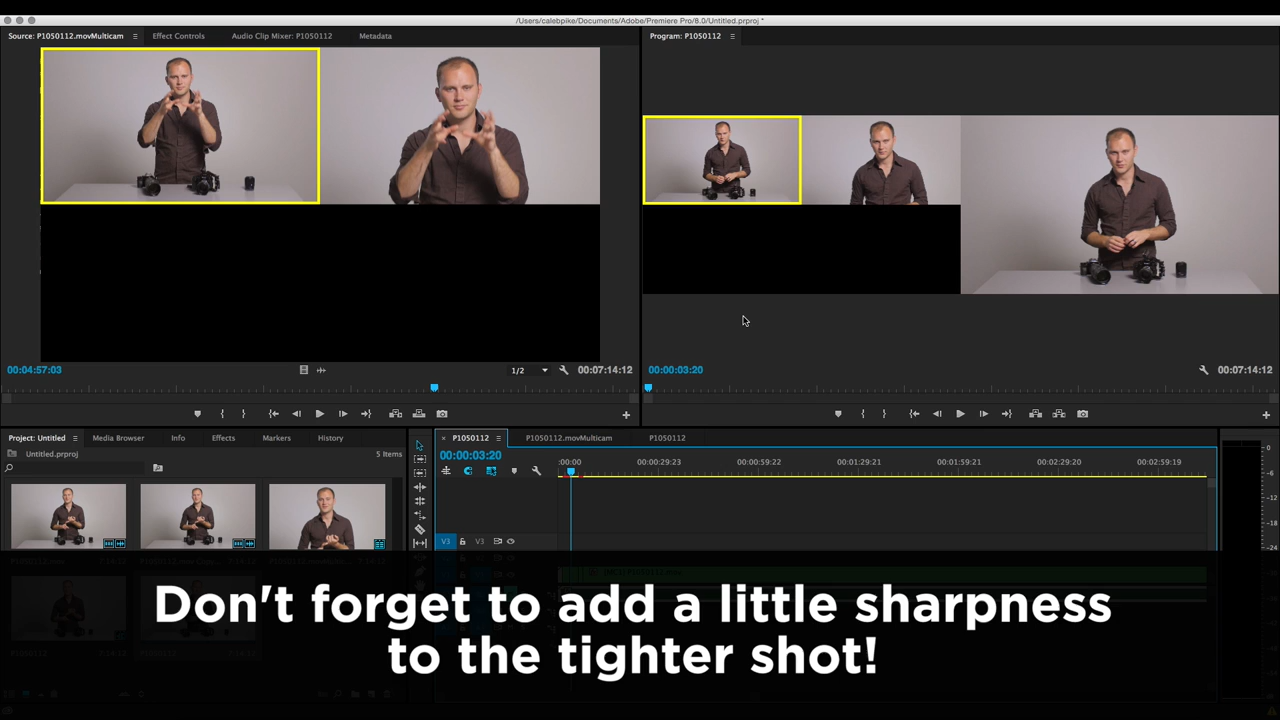 /Users/calebpike/Documents/Adobe/Premiere Pro/8.0/Untitled.prproj *
Source: P1050112.movMulticam
Effect Controls
Audio Clip Mixer: P1050112
Metadata
Program: P1050112
00:04:57:03
1/2
00:07:14:12
00:00:03:20
00:07:14:12
Project: Untitled
Media Browser
Info
Effects
Markers
History
Untitled.prproj
5 Items
× P1050112
P1050112.movMulticam
P1050112
00:00:03:20
:00:00
00:00:29:23
00:00:59:22
00:01:29:21
00:01:59:21
00:02:29:20
00:02:59:19
0
-6
-12
-18
-24
V3
V3
Don't forget to add a little sharpness
to the tighter shot!